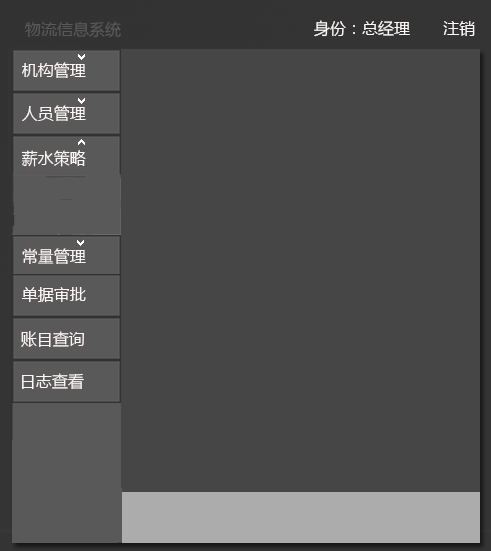 物流信息系统
身份：总经理 注销
机构管理
人员管理
薪水策略
常量管理
单据审批
账目查询
日志查看